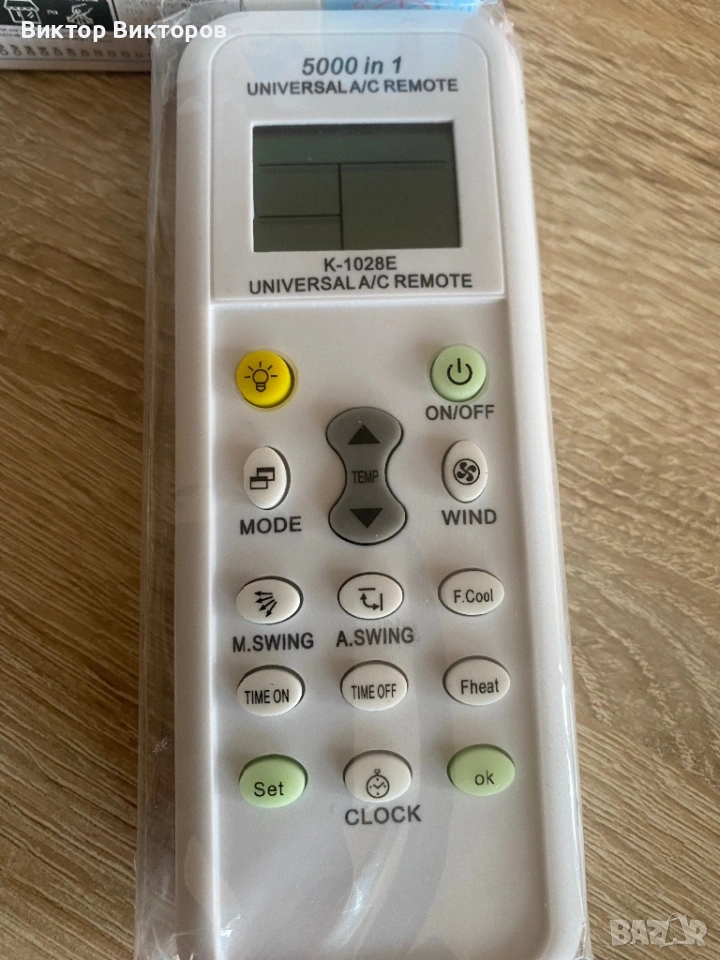 Виктор Викторов
5000 in 1
UNIVERSAL A/C REMOTE
K-1028E
UNIVERSAL A/C REMOTE
ON/OFF
TEMP
MODE
WIND
F.Cool
M.SWING
A.SWING
TIME ON
TIME OFF
Fheat
Set
ok
CLOCK
BAZAR